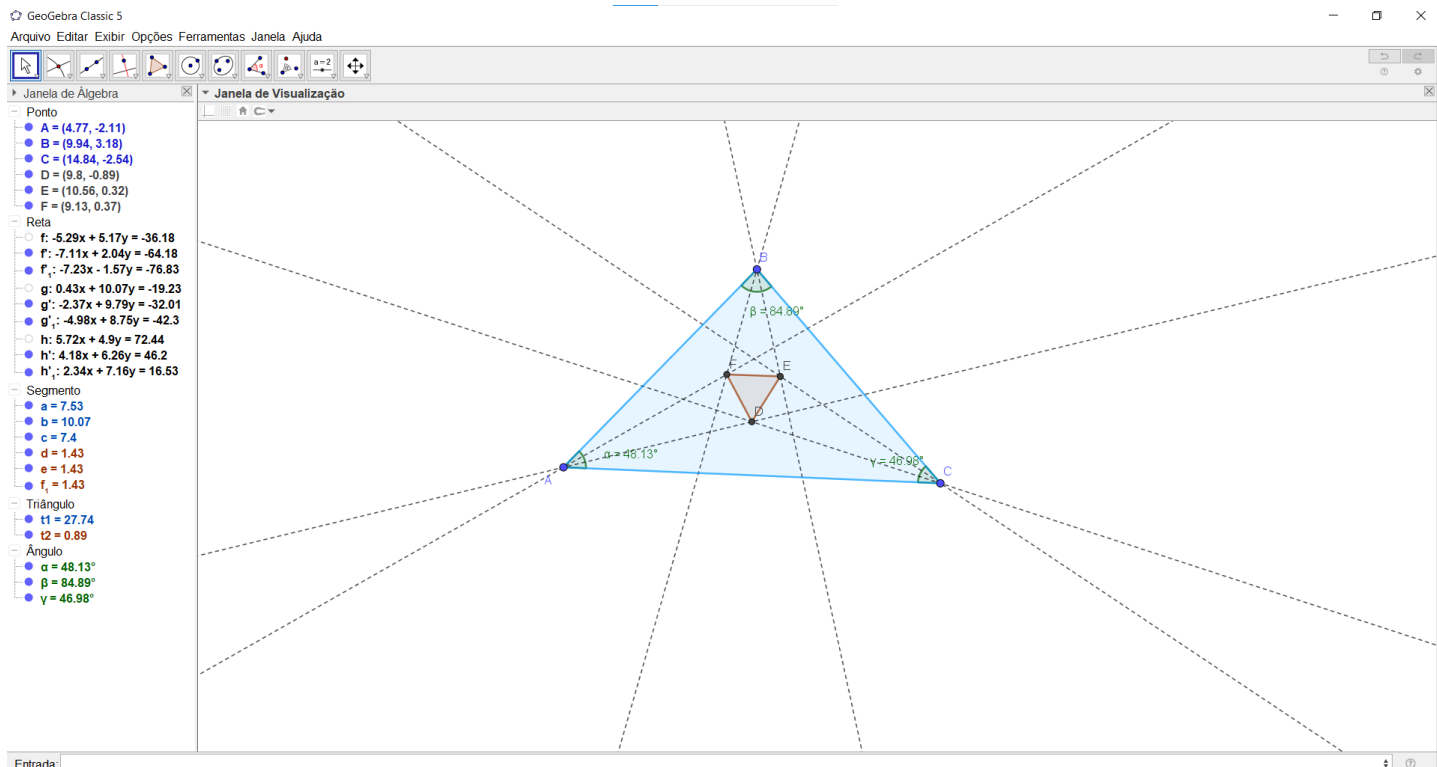 GeoGebra Classic 5
Arquivo Editar Exibir Opções Ferramentas Janela Ajuda
a=2
Janela de Álgebra
Janela de Visualização
Ponto
A = (4.77, -2.11)
B = (9.94, 3.18)
C = (14.84, -2.54)
D = (9.8, -0.89)
E = (10.56, 0.32)
F = (9.13, 0.37)
Reta
f: -5.29x + 5.17y = -36.18
f': -7.11x + 2.04y = -64.18
f'₁: -7.23x - 1.57y = -76.83
g: 0.43x + 10.07y = -19.23
g': -2.37x + 9.79y = -32.01
g'₁: -4.98x + 8.75y = -42.3
h: 5.72x + 4.9y = 72.44
h': 4.18x + 6.26y = 46.2
h'₁: 2.34x + 7.16y = 16.53
Segmento
a = 7.53
b = 10.07
c = 7.4
d = 1.43
e = 1.43
f₁ = 1.43
Triângulo
t1 = 27.74
t2 = 0.89
Ângulo
α = 48.13°
β = 84.89°
γ = 46.98°
B
β = 84.89°
F
E
D
α = 48.13°
γ = 46.98°
A
C
Entrada: